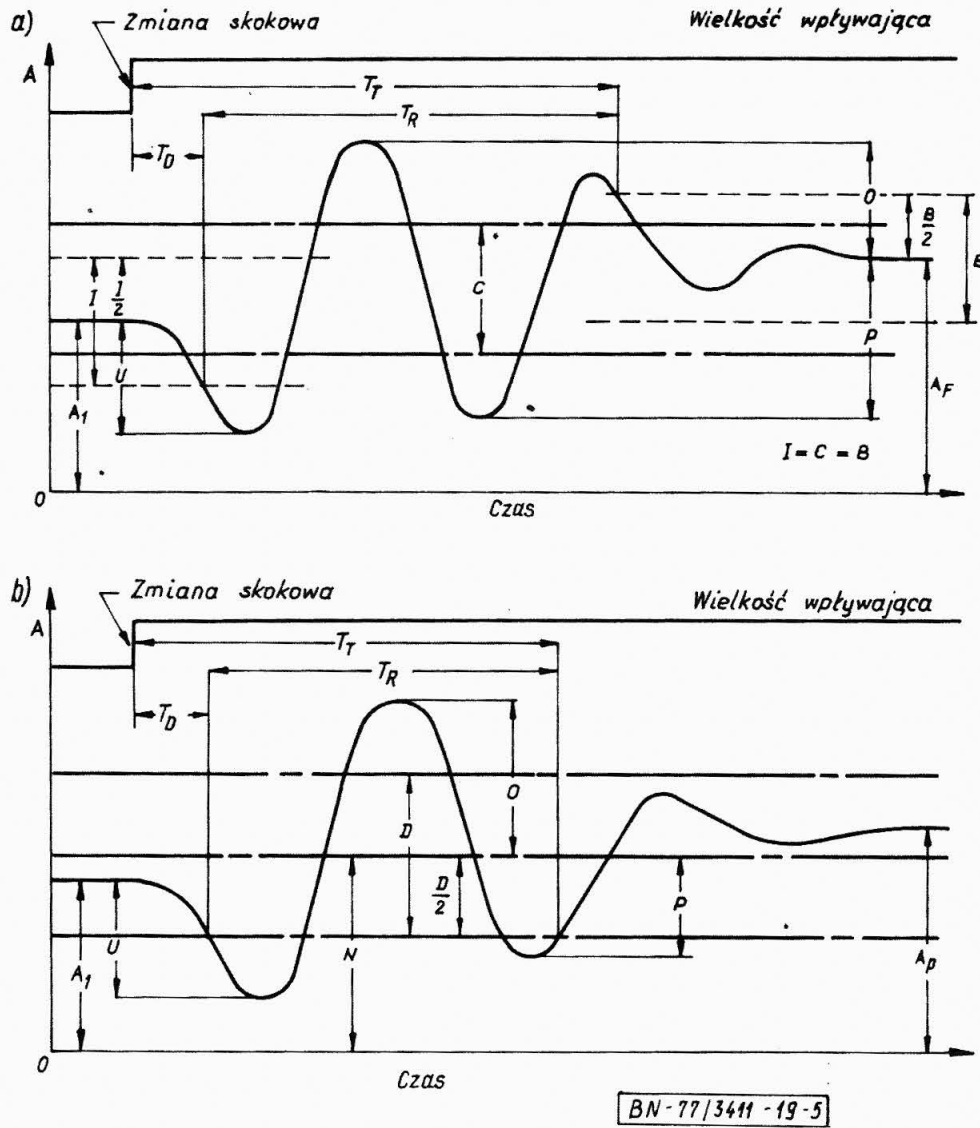 a) Zmiana skokowa
Wielkość wpływająca
A
T_T
T_R
T_D
O
B/2
B
I
I/2
C
U
P
A_1
A_F
I = C = B
0
Czas
b) Zmiana skokowa
Wielkość wpływająca
A
T_T
T_R
T_D
O
D
D/2
P
U
N
A_1
A_p
0
Czas
BN-77/3411-19-5